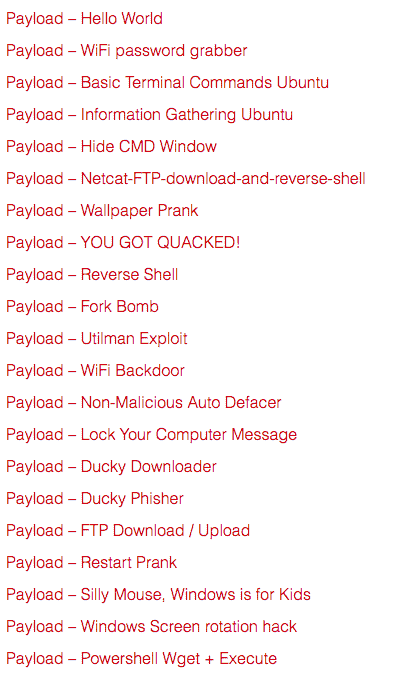 Payload – Hello World
Payload – WiFi password grabber
Payload – Basic Terminal Commands Ubuntu
Payload – Information Gathering Ubuntu
Payload – Hide CMD Window
Payload – Netcat-FTP-download-and-reverse-shell
Payload – Wallpaper Prank
Payload – YOU GOT QUACKED!
Payload – Reverse Shell
Payload – Fork Bomb
Payload – Utilman Exploit
Payload – WiFi Backdoor
Payload – Non-Malicious Auto Defacer
Payload – Lock Your Computer Message
Payload – Ducky Downloader
Payload – Ducky Phisher
Payload – FTP Download / Upload
Payload – Restart Prank
Payload – Silly Mouse, Windows is for Kids
Payload – Windows Screen rotation hack
Payload – Powershell Wget + Execute